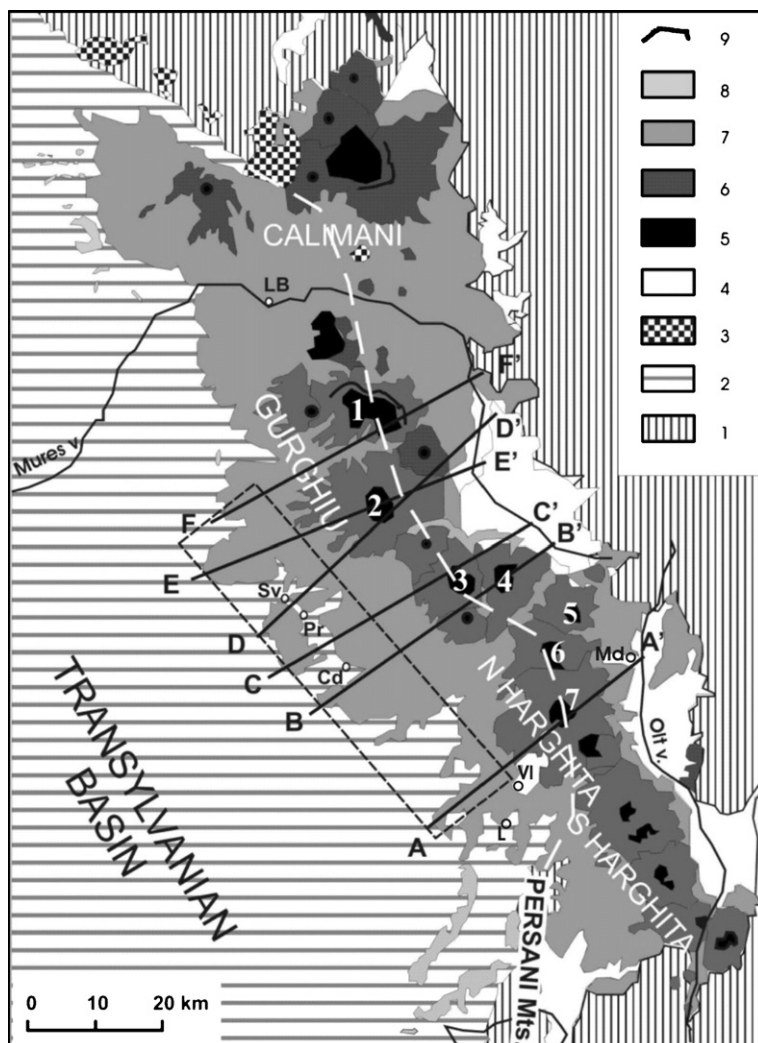 9
8
7
6
5
4
3
2
1
CALIMANI
LB
Mures v.
GURGHIU
1
F'
D'
E'
2
F
C'
B'
E
3
4
Sv
Pr
5
D
6
Md
A'
C
Cd
7
B
N HARGHITA
Olt v.
TRANSYLVANIAN
BASIN
Vl
L
A
S HARGHITA
PERSANI Mts.
0 10 20 km